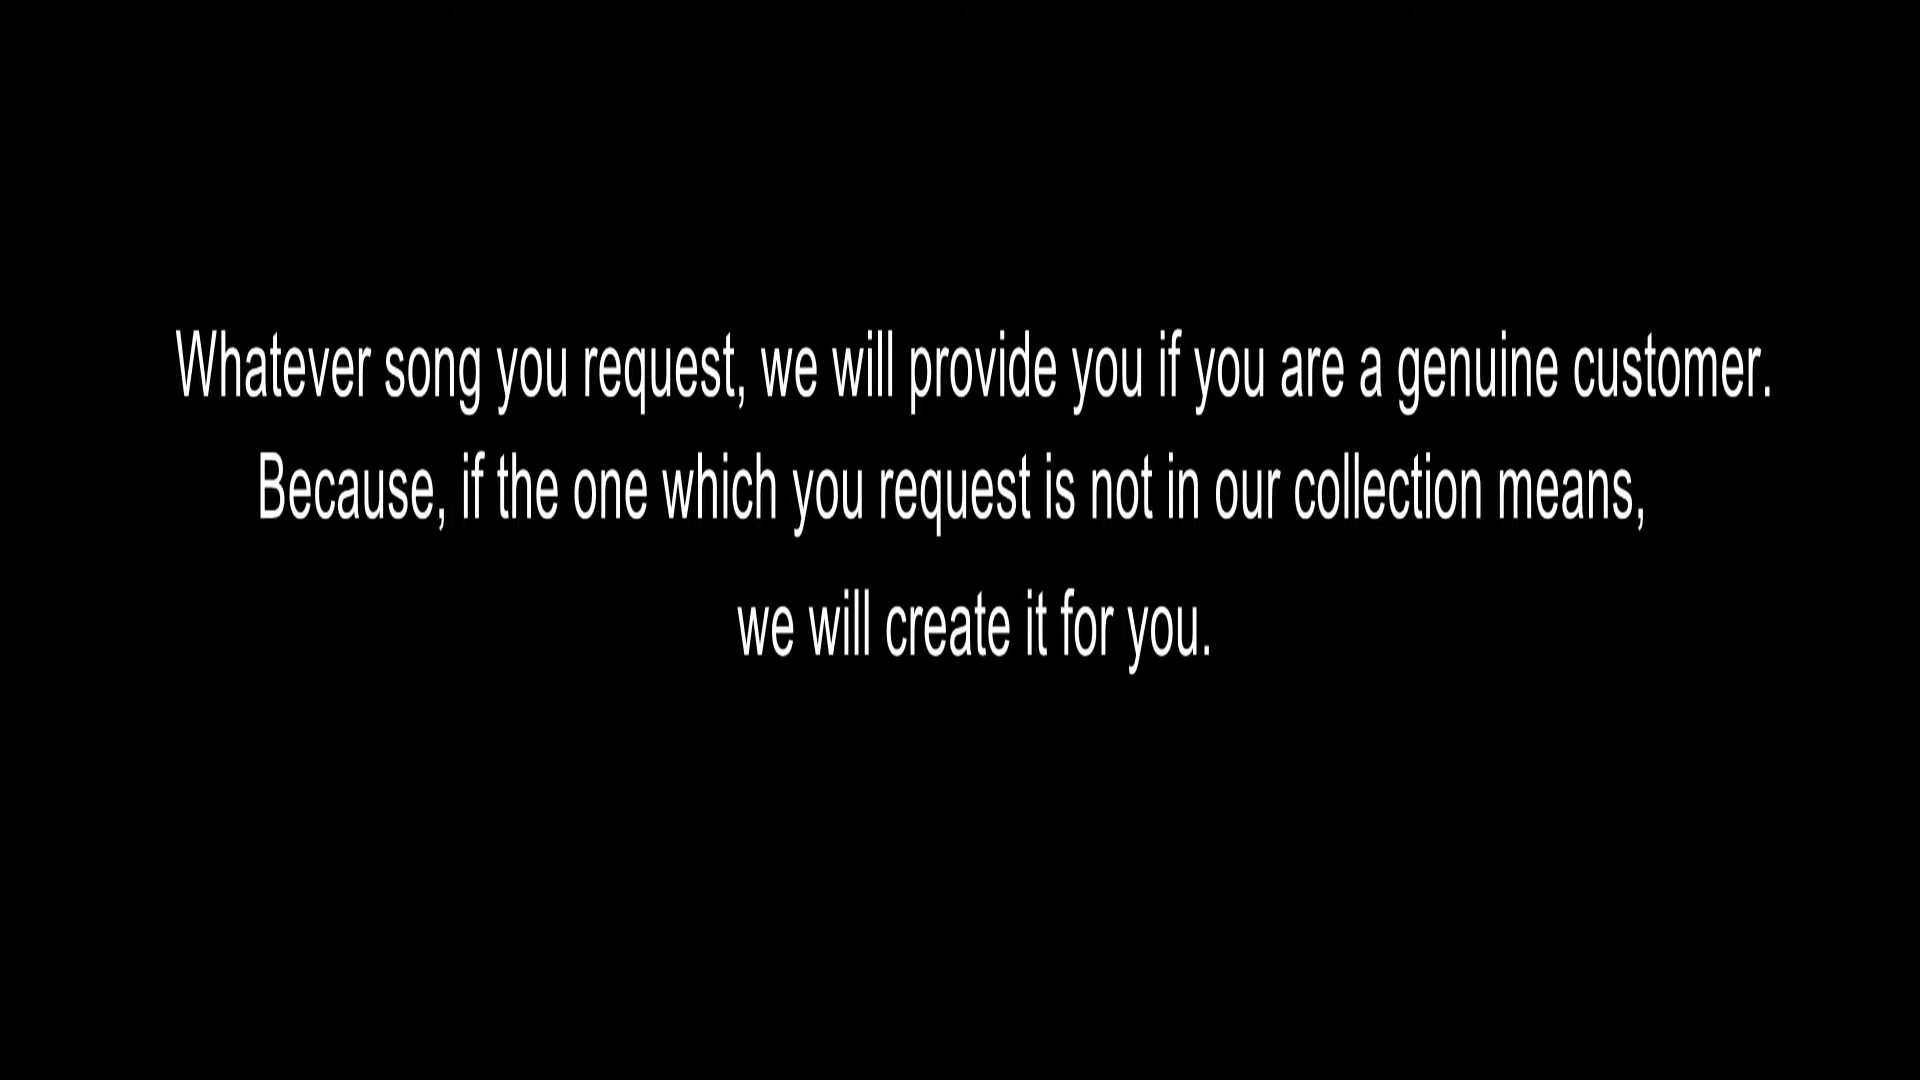 Whatever song you request, we will provide you if you are a genuine customer.
Because, if the one which you request is not in our collection means,
we will create it for you.